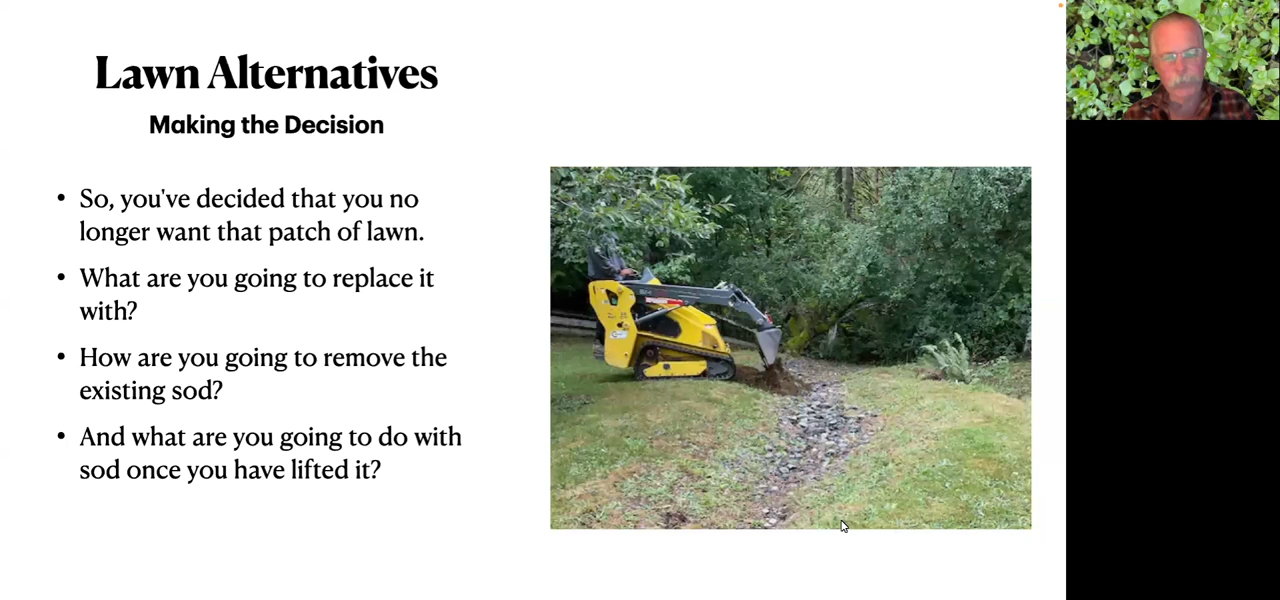 Lawn Alternatives
Making the Decision
• So, you've decided that you no
longer want that patch of lawn.
• What are you going to replace it
with?
• How are you going to remove the
existing sod?
• And what are you going to do with
sod once you have lifted it?